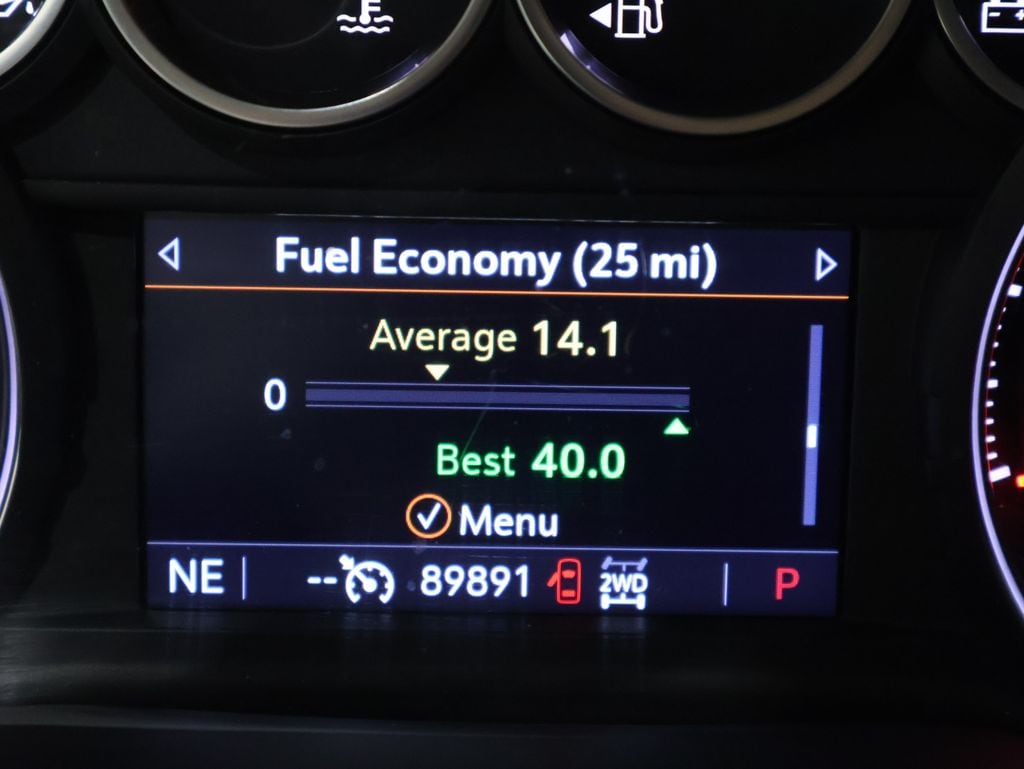 Fuel Economy (25 mi)
Average 14.1
0
Best 40.0
Menu
NE -- 89891 2WD P